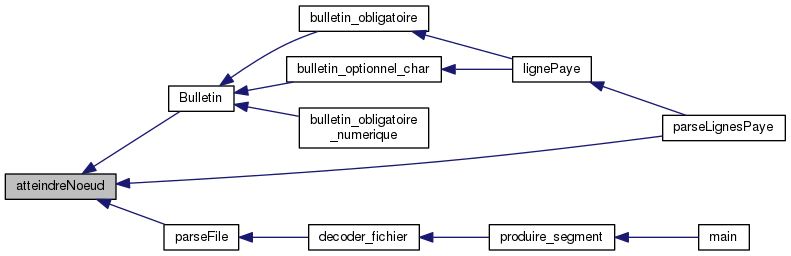 bulletin_obligatoire
bulletin_optionnel_char
lignePaye
Bulletin
bulletin_obligatoire
_numerique
parseLignesPaye
atteindreNoeud
parseFile
decoder_fichier
produire_segment
main